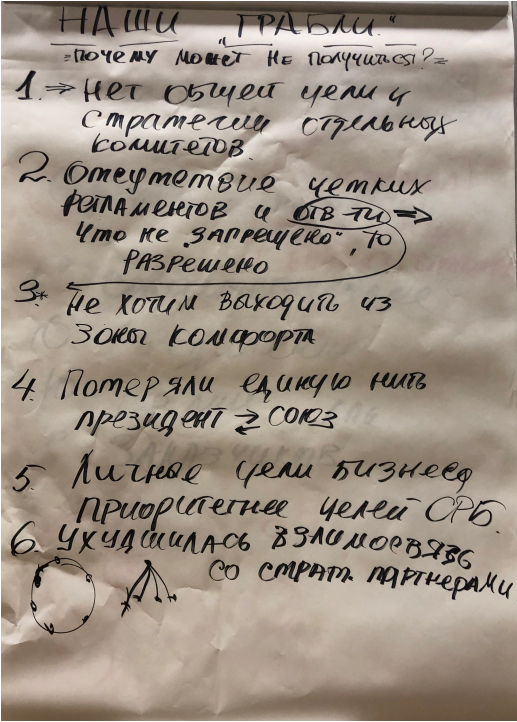 НАШИ „ГРАБЛИ."
=ПОЧЕМУ МОЖЕТ НЕ ПОЛУЧИТЬСЯ?=
1. ⇒ Нет общей цели и
стратегии отдельных
комитетов.
2. Отсутствие четких
регламентов и отв-ти ⇒
что не „ЗАПРЕЩЕНО", ТО
РАЗРЕШЕНО
3* Не хотим выходить из
зоны комфорта
4. Потеряли единую нить
президент ⇄ союз
5. Личные цели бизнеса
приоритетнее целей СРБ.
6. УХУДШИЛАСЬ ВЗАИМОСВЯЗЬ
СО СТРАТ. ПАРТНЕРАМИ